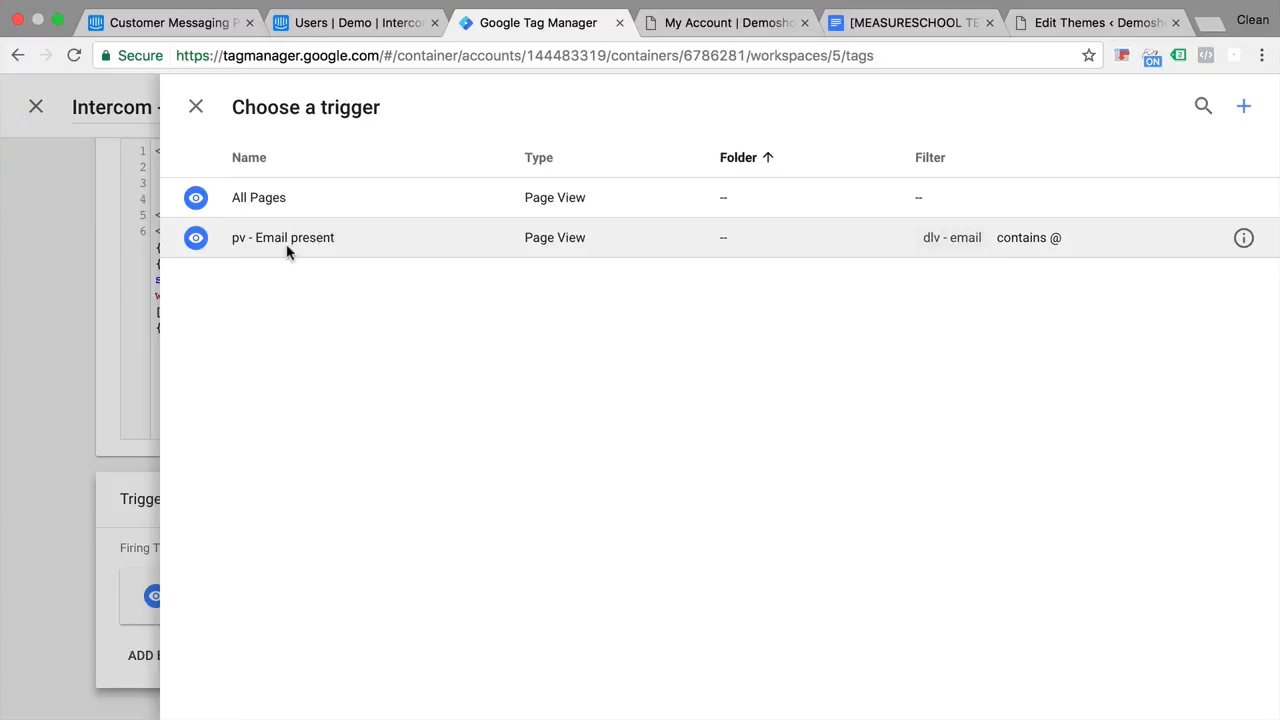 Customer Messaging P
Users | Demo | Interco
Google Tag Manager
My Account | Demosh
[MEASURESCHOOL TE
Edit Themes ‹ Demosh
Clean
Secure
https://tagmanager.google.com/#/container/accounts/144483319/containers/6786281/workspaces/5/tags
ON
Intercom -
Choose a trigger
Name
Type
Folder
Filter
All Pages
Page View
--
--
pv - Email present
Page View
--
dlv - email
contains @
1
2
3
4
5
6
Trigge
Firing T
ADD E